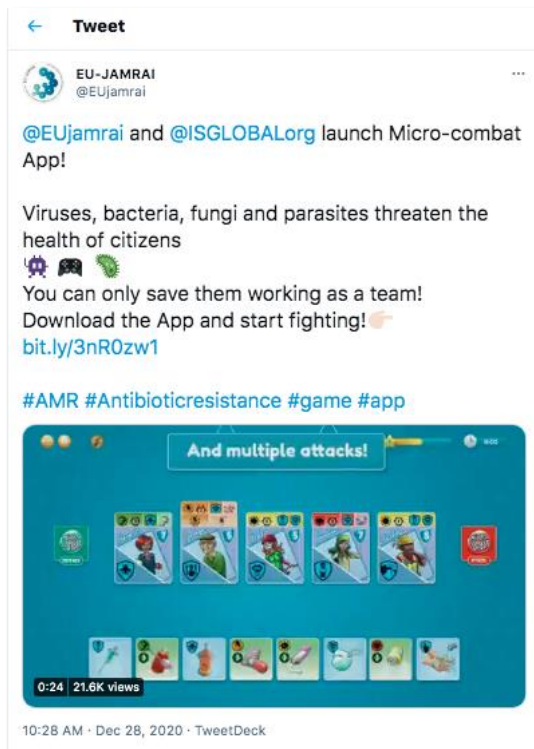 ← Tweet
EU-JAMRAI
@EUjamrai
@EUjamrai and @ISGLOBALorg launch Micro-combat
App!
Viruses, bacteria, fungi and parasites threaten the
health of citizens
👾 🎮 🦠
You can only save them working as a team!
Download the App and start fighting!👉🏻
bit.ly/3nR0zw1
#AMR #Antibioticresistance #game #app
And multiple attacks!
0:24 21.6K views
10:28 AM · Dec 28, 2020 · TweetDeck